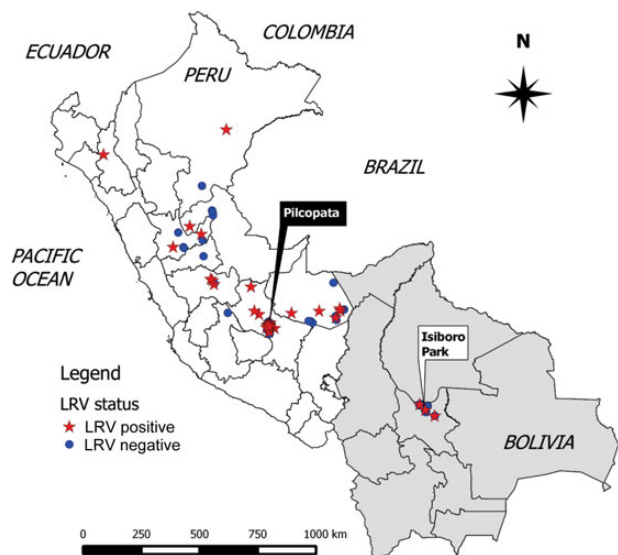 COLOMBIA
ECUADOR
N
PERU
BRAZIL
Pilcopata
PACIFIC
OCEAN
Isiboro
Park
Legend
LRV status
LRV positive
LRV negative
BOLIVIA
0 250 500 1000 km